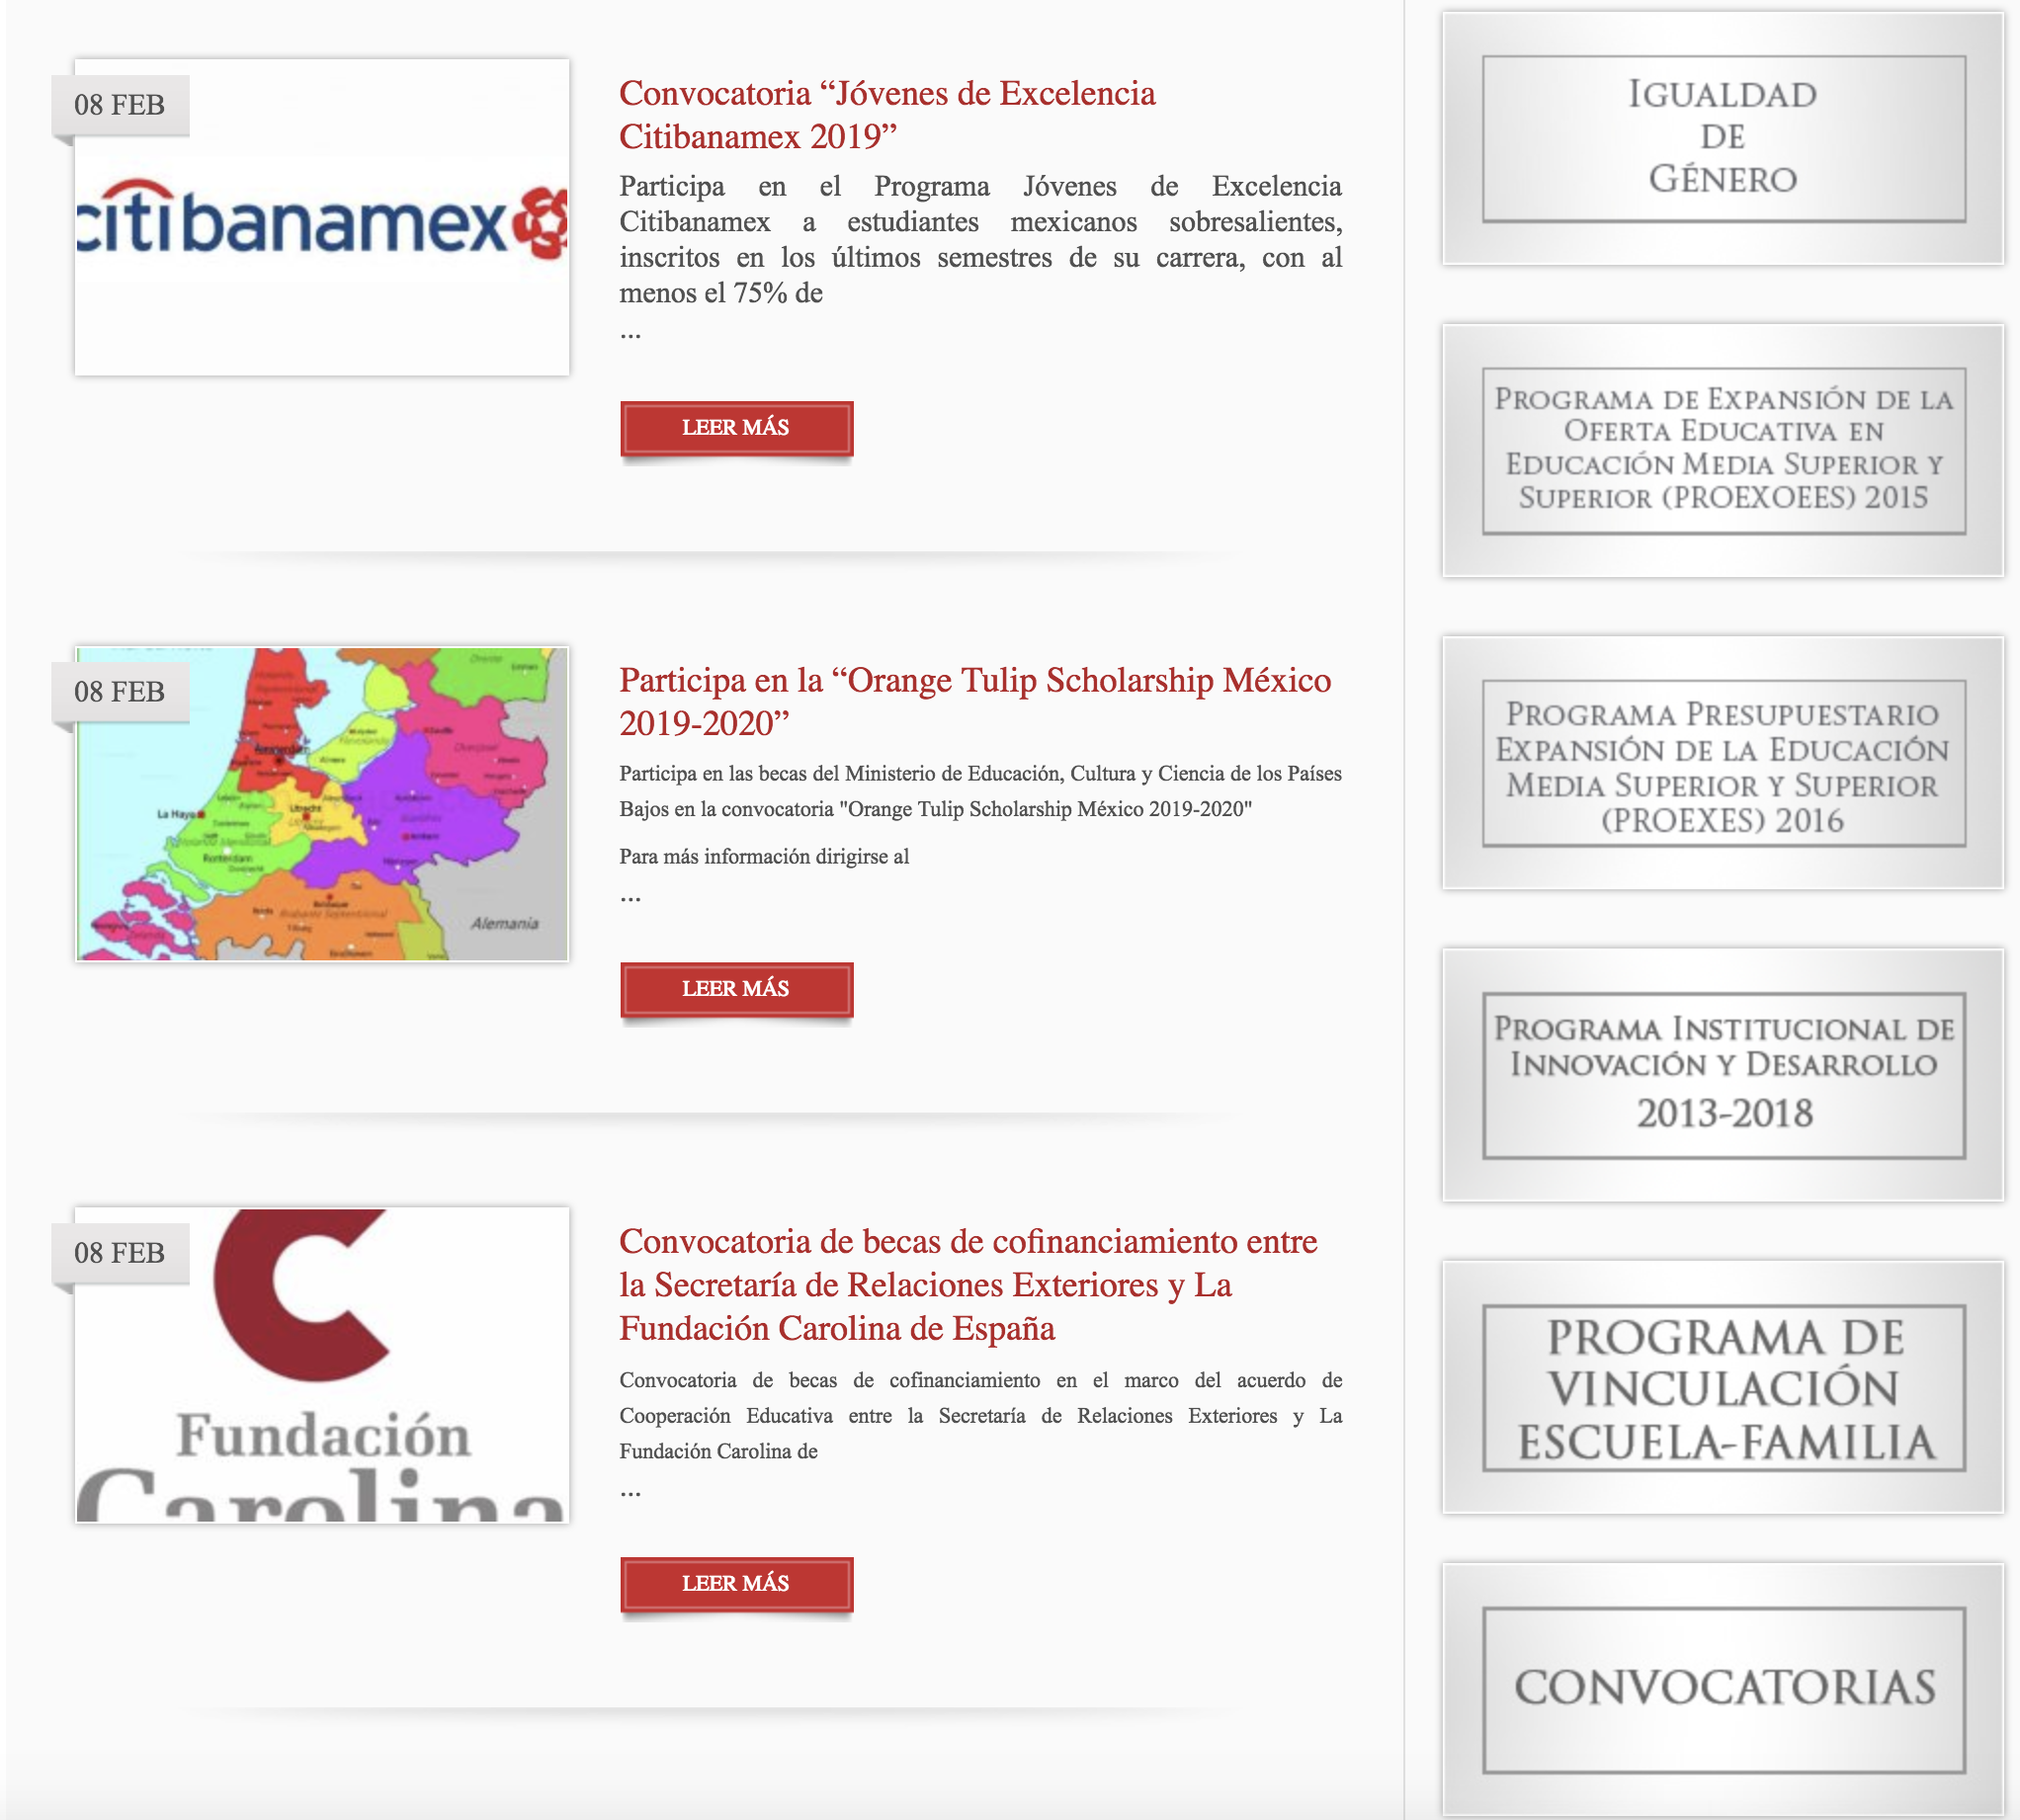 08 FEB
citibanamex
Convocatoria “Jóvenes de Excelencia
Citibanamex 2019”
Participa en el Programa Jóvenes de Excelencia
Citibanamex a estudiantes mexicanos sobresalientes,
inscritos en los últimos semestres de su carrera, con al
menos el 75% de
...
LEER MÁS
08 FEB
Amsterdam
La Haya
Utrecht
Rotterdam
Alemania
Participa en la “Orange Tulip Scholarship México
2019-2020”
Participa en las becas del Ministerio de Educación, Cultura y Ciencia de los Países
Bajos en la convocatoria "Orange Tulip Scholarship México 2019-2020"
Para más información dirigirse al
...
LEER MÁS
08 FEB
Fundación
Carolina
Convocatoria de becas de cofinanciamiento entre
la Secretaría de Relaciones Exteriores y La
Fundación Carolina de España
Convocatoria de becas de cofinanciamiento en el marco del acuerdo de
Cooperación Educativa entre la Secretaría de Relaciones Exteriores y La
Fundación Carolina de
...
LEER MÁS
IGUALDAD
DE
GÉNERO
PROGRAMA DE EXPANSIÓN DE LA
OFERTA EDUCATIVA EN
EDUCACIÓN MEDIA SUPERIOR Y
SUPERIOR (PROEXOEES) 2015
PROGRAMA PRESUPUESTARIO
EXPANSIÓN DE LA EDUCACIÓN
MEDIA SUPERIOR Y SUPERIOR
(PROEXES) 2016
PROGRAMA INSTITUCIONAL DE
INNOVACIÓN Y DESARROLLO
2013-2018
PROGRAMA DE
VINCULACIÓN
ESCUELA-FAMILIA
CONVOCATORIAS